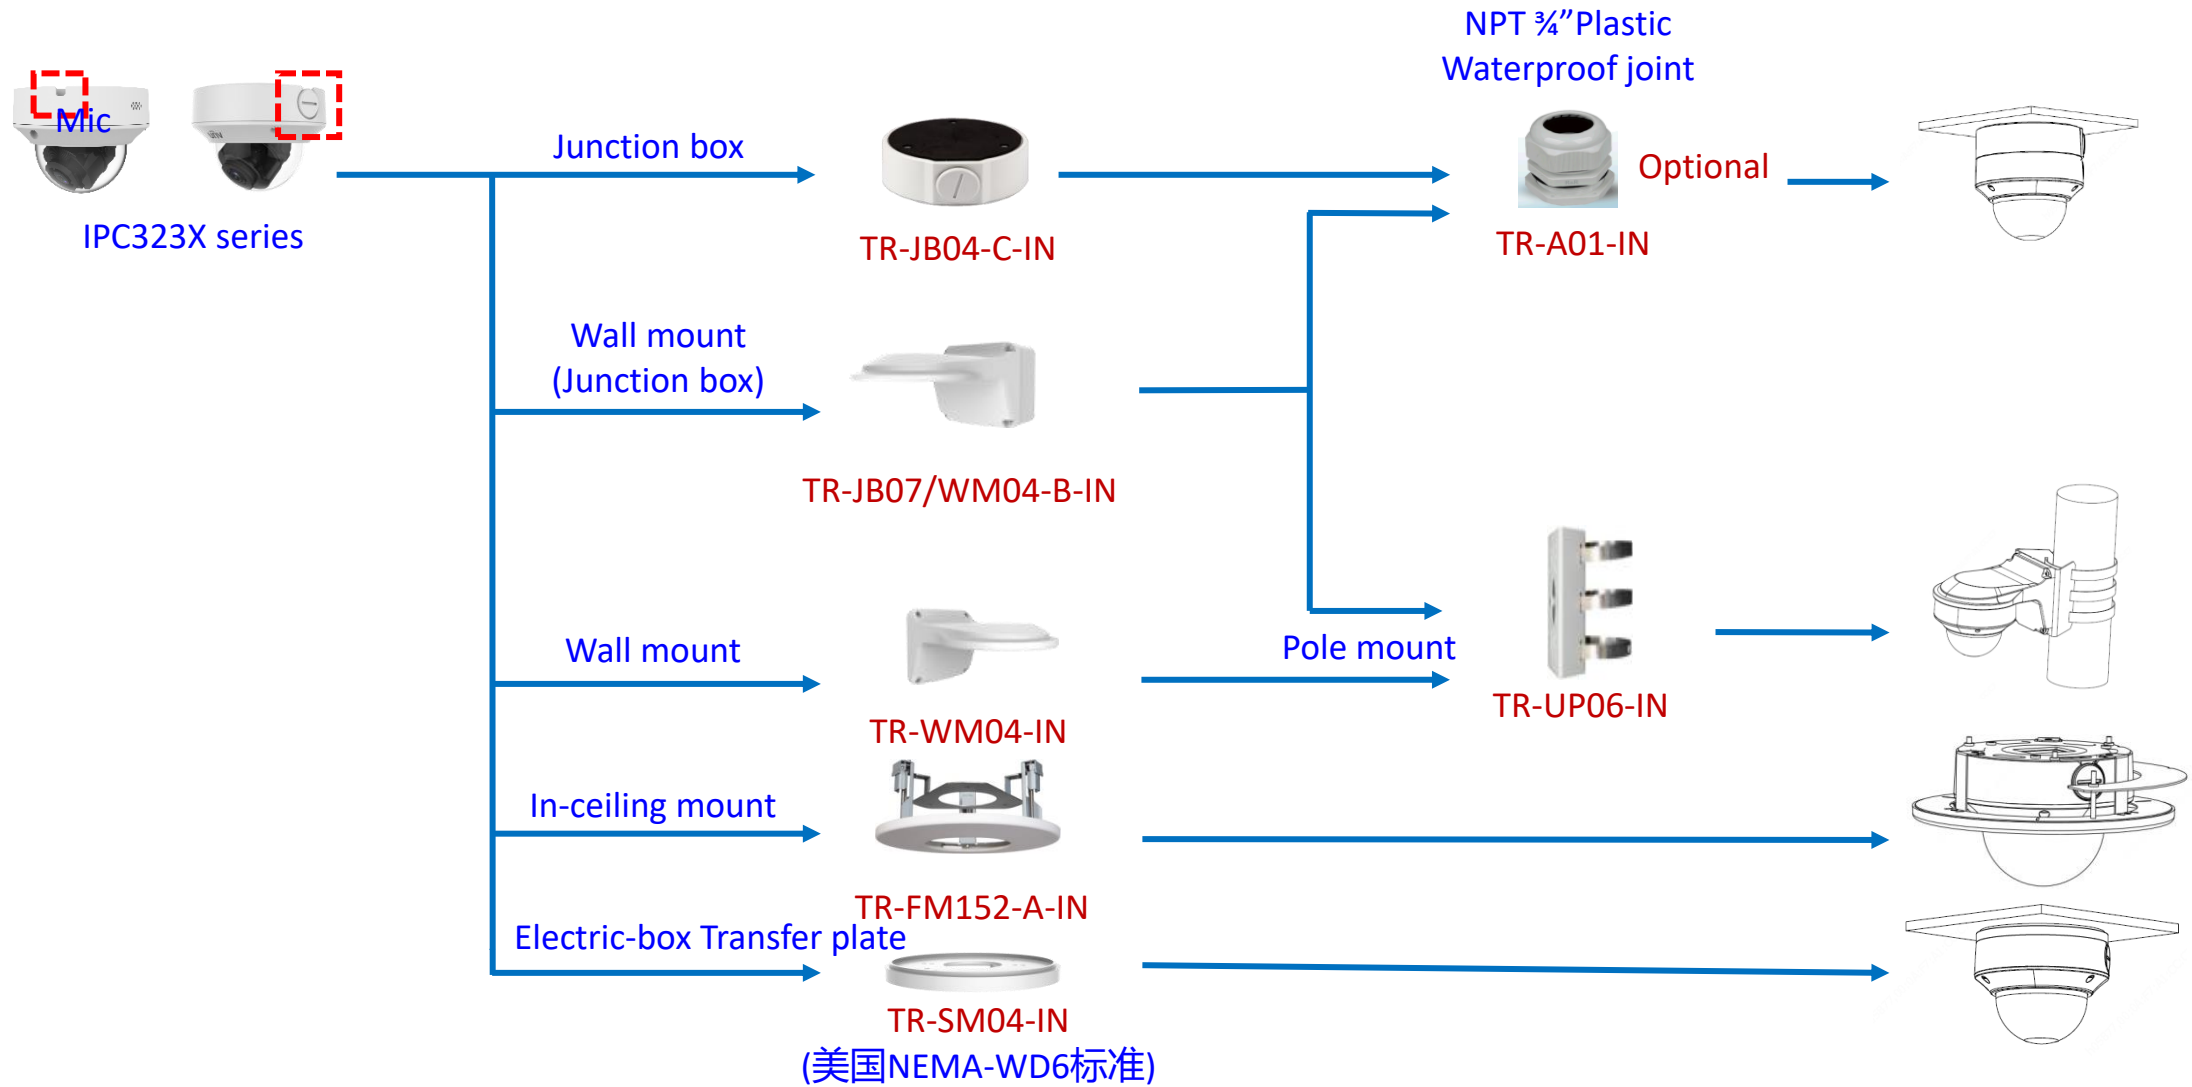 NPT ¾”Plastic
Waterproof joint
Mic
IPC323X series
Junction box
TR-JB04-C-IN
Optional
TR-A01-IN
Wall mount
(Junction box)
TR-JB07/WM04-B-IN
Wall mount
TR-WM04-IN
Pole mount
TR-UP06-IN
In-ceiling mount
TR-FM152-A-IN
Electric-box Transfer plate
TR-SM04-IN
(美国NEMA-WD6标准)